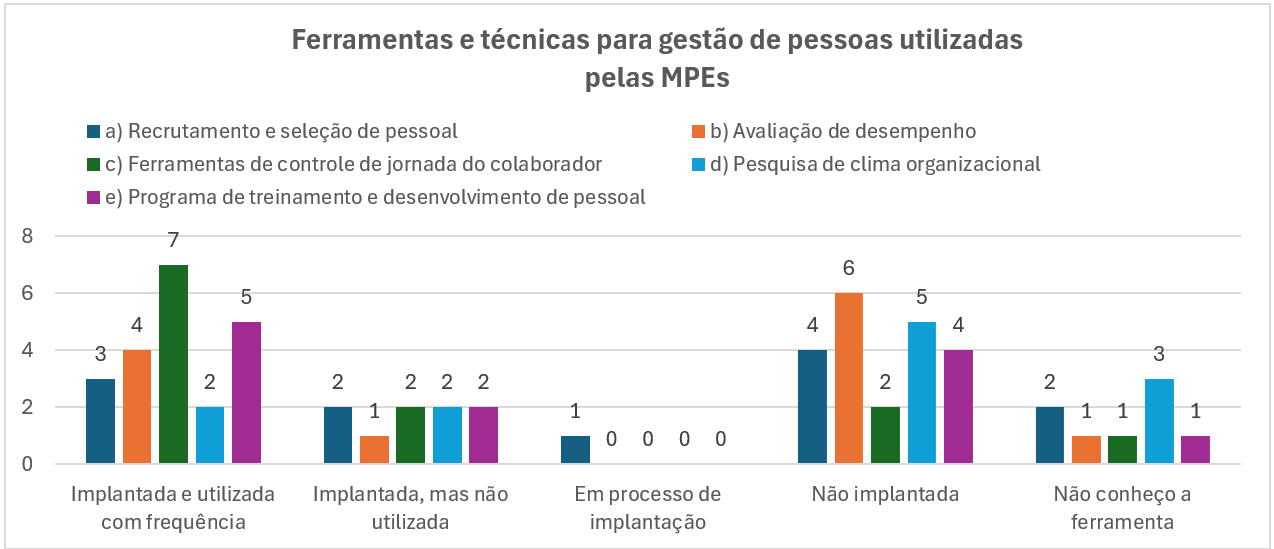 Ferramentas e técnicas para gestão de pessoas utilizadas
pelas MPEs
a) Recrutamento e seleção de pessoal
b) Avaliação de desempenho
c) Ferramentas de controle de jornada do colaborador
d) Pesquisa de clima organizacional
e) Programa de treinamento e desenvolvimento de pessoal
8
6
4
2
0
3 4 7 2 5
2 1 2 2 2
1 0 0 0 0
4 6 2 5 4
2 1 1 3 1
Implantada e utilizada
com frequência
Implantada, mas não
utilizada
Em processo de
implantação
Não implantada
Não conheço a
ferramenta